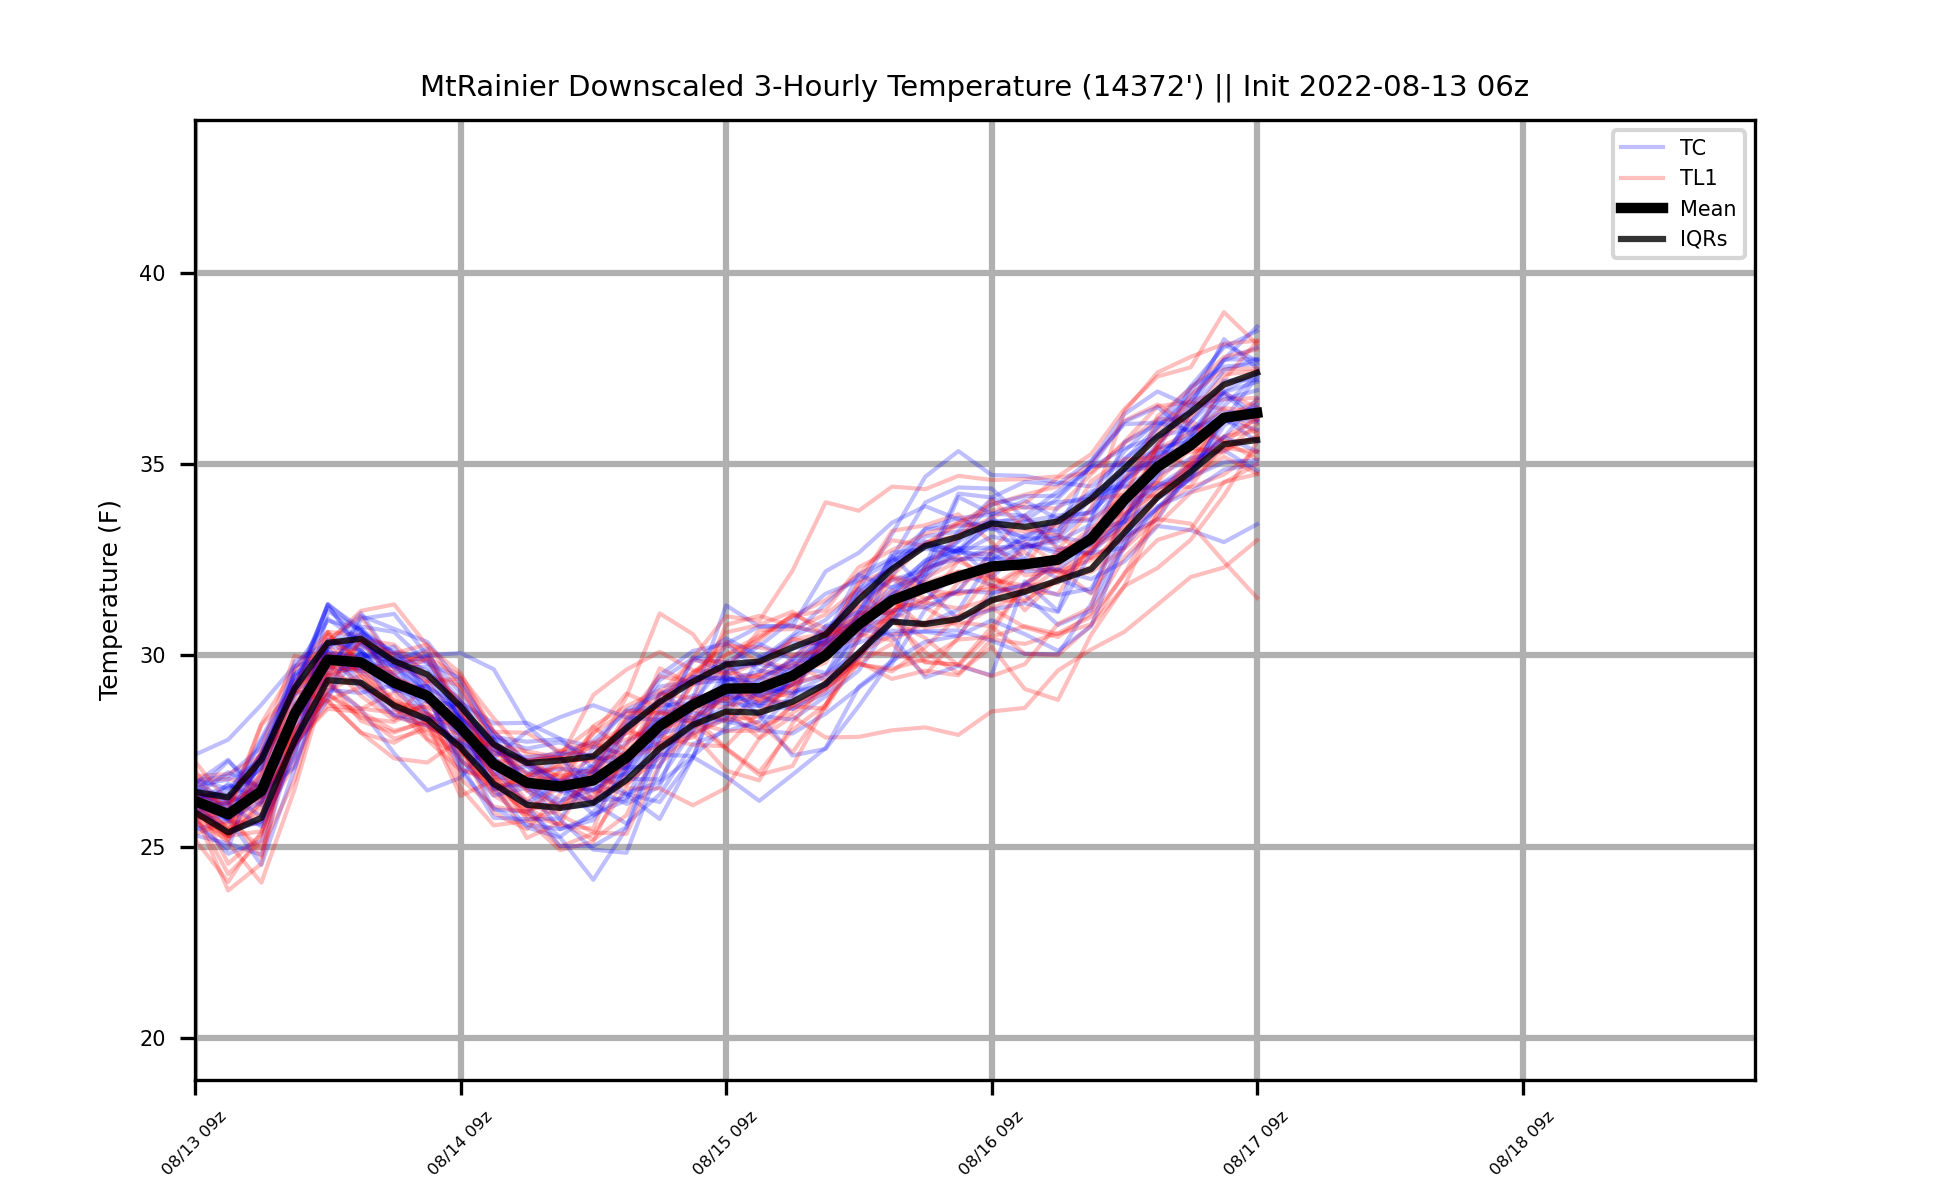 MtRainier Downscaled 3-Hourly Temperature (14372') || Init 2022-08-13 06z
TC
TL1
Mean
IQRs
Temperature (F)
40
35
30
25
20
08/13 09z
08/14 09z
08/15 09z
08/16 09z
08/17 09z
08/18 09z